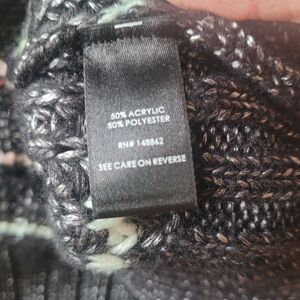 50% ACRYLIC
50% POLYESTER
RN# 148862
SEE CARE ON REVERSE